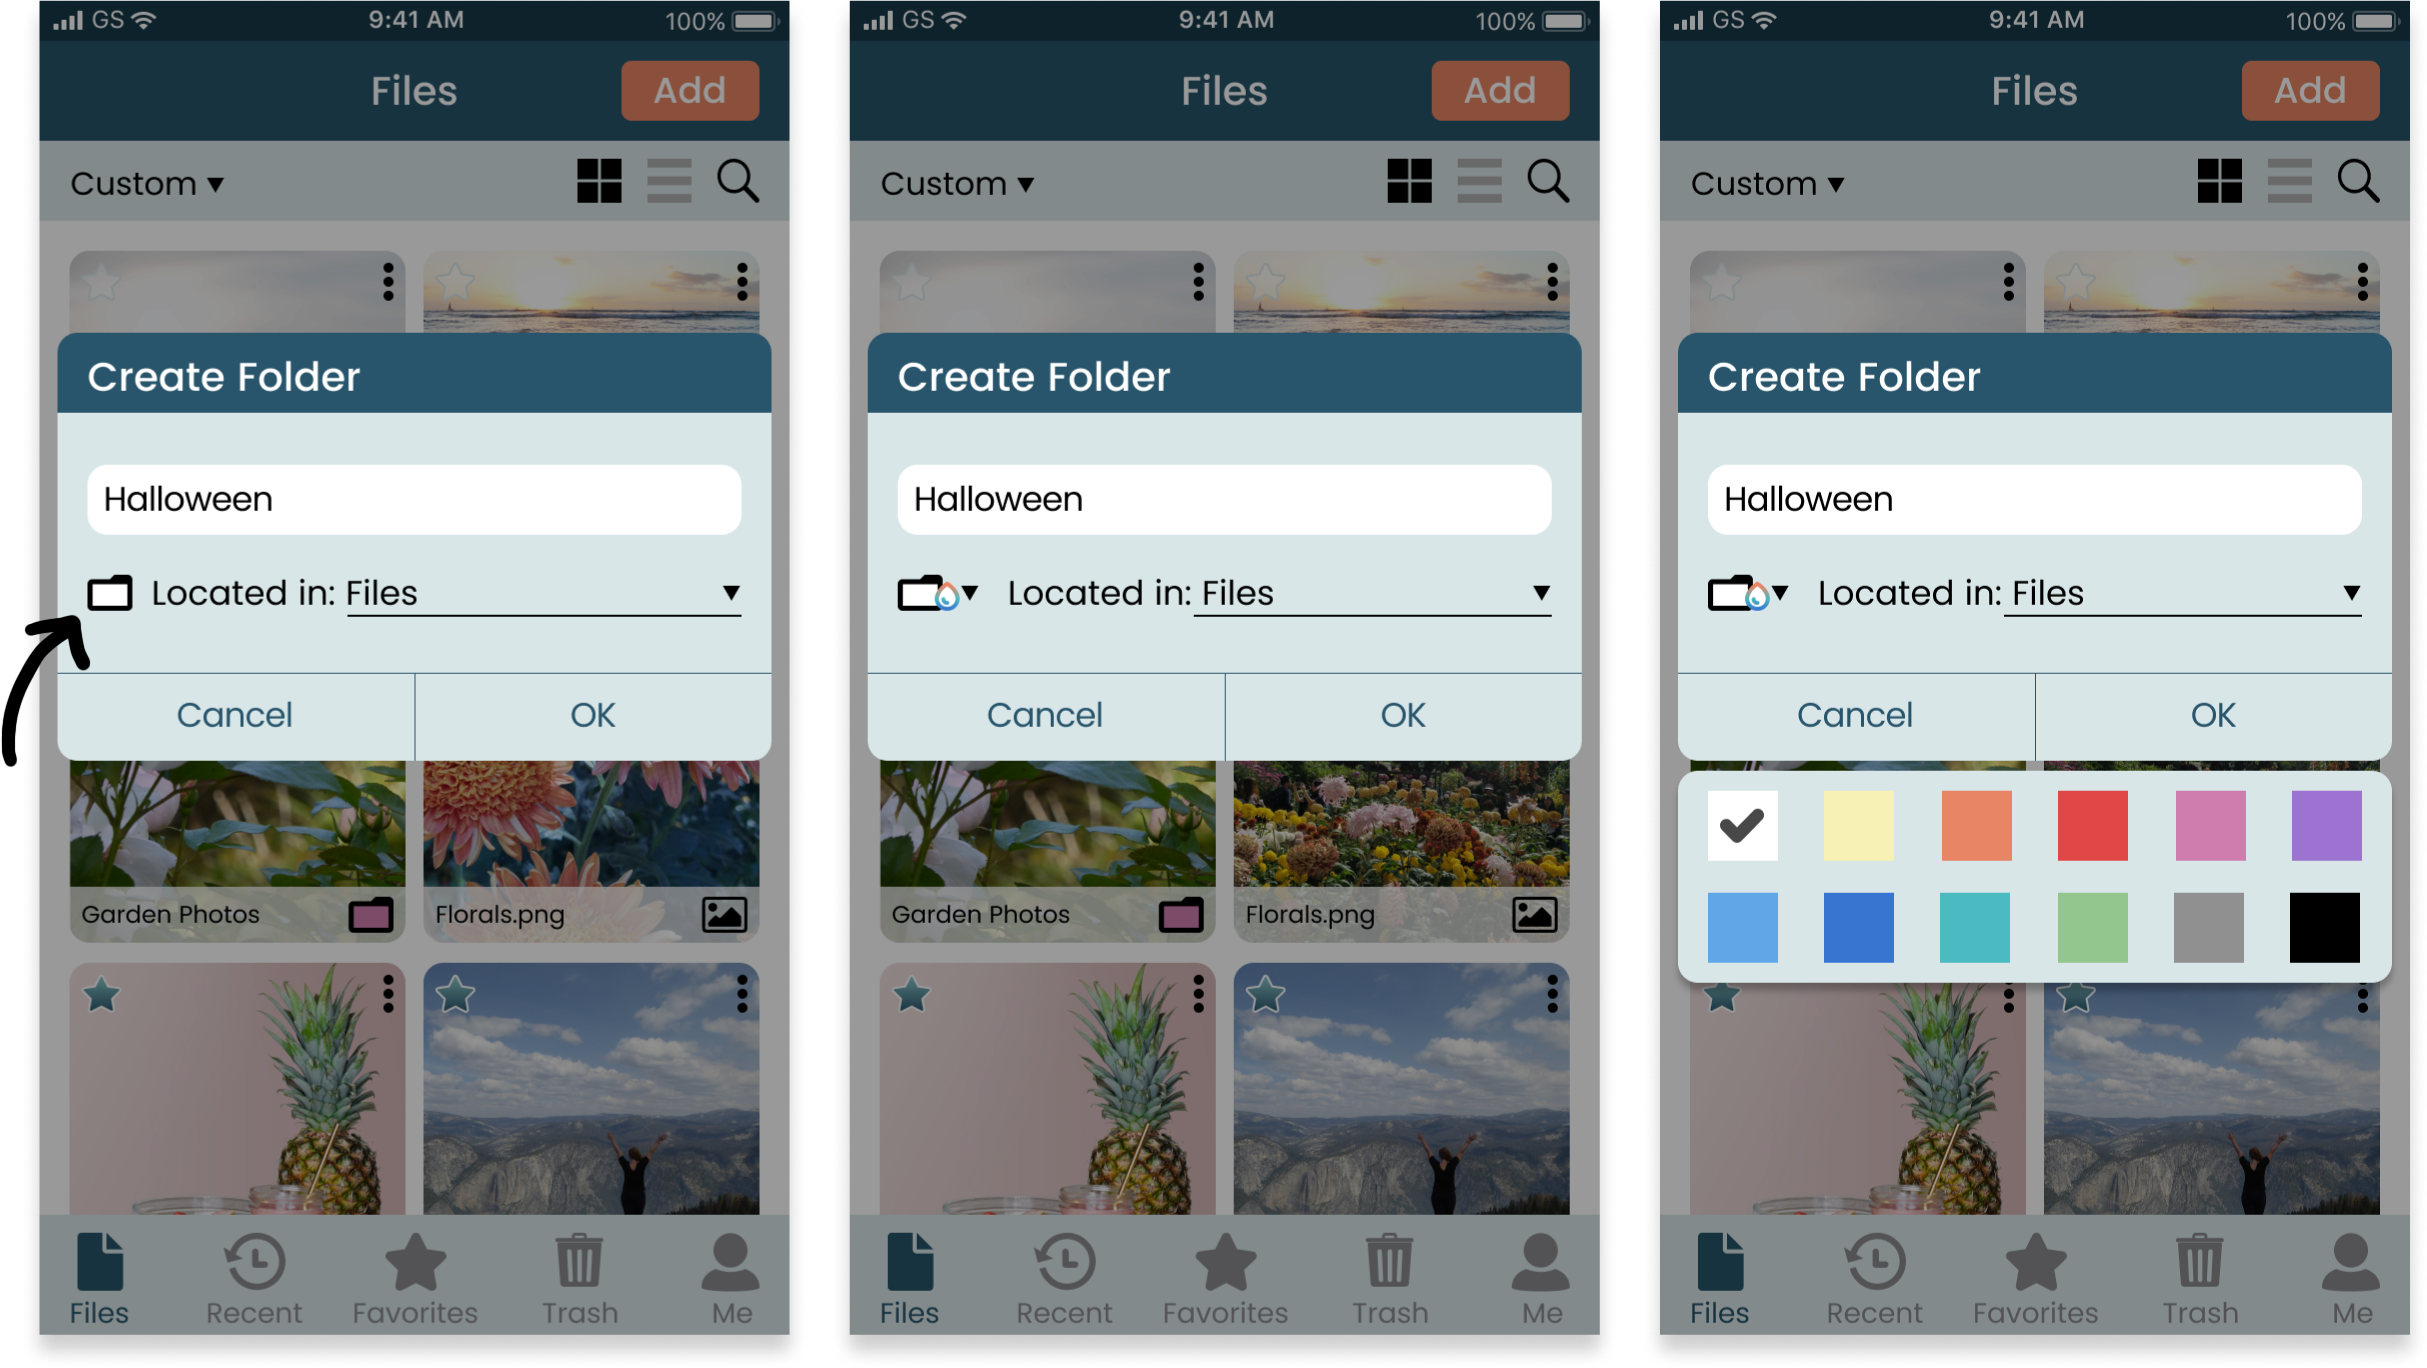 GS 9:41 AM 100%
Files Add
Custom
Create Folder
Halloween
Located in: Files
Cancel OK
Garden Photos Florals.png
Files Recent Favorites Trash Me
GS 9:41 AM 100%
Files Add
Custom
Create Folder
Halloween
Located in: Files
Cancel OK
Garden Photos Florals.png
Files Recent Favorites Trash Me
GS 9:41 AM 100%
Files Add
Custom
Create Folder
Halloween
Located in: Files
Cancel OK
Files Recent Favorites Trash Me